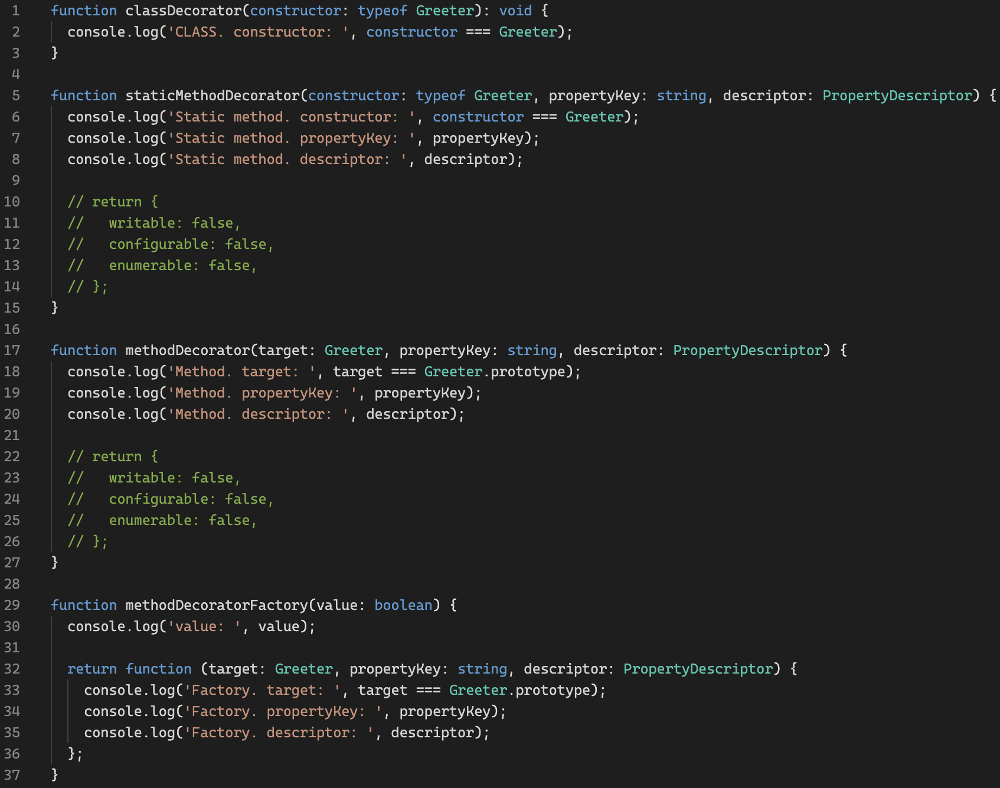 1 function classDecorator(constructor: typeof Greeter): void {
2   console.log('CLASS. constructor: ', constructor === Greeter);
3 }
4
5 function staticMethodDecorator(constructor: typeof Greeter, propertyKey: string, descriptor: PropertyDescriptor) {
6   console.log('Static method. constructor: ', constructor === Greeter);
7   console.log('Static method. propertyKey: ', propertyKey);
8   console.log('Static method. descriptor: ', descriptor);
9
10   // return {
11   //   writable: false,
12   //   configurable: false,
13   //   enumerable: false,
14   // };
15 }
16
17 function methodDecorator(target: Greeter, propertyKey: string, descriptor: PropertyDescriptor) {
18   console.log('Method. target: ', target === Greeter.prototype);
19   console.log('Method. propertyKey: ', propertyKey);
20   console.log('Method. descriptor: ', descriptor);
21
22   // return {
23   //   writable: false,
24   //   configurable: false,
25   //   enumerable: false,
26   // };
27 }
28
29 function methodDecoratorFactory(value: boolean) {
30   console.log('value: ', value);
31
32   return function (target: Greeter, propertyKey: string, descriptor: PropertyDescriptor) {
33     console.log('Factory. target: ', target === Greeter.prototype);
34     console.log('Factory. propertyKey: ', propertyKey);
35     console.log('Factory. descriptor: ', descriptor);
36   };
37 }